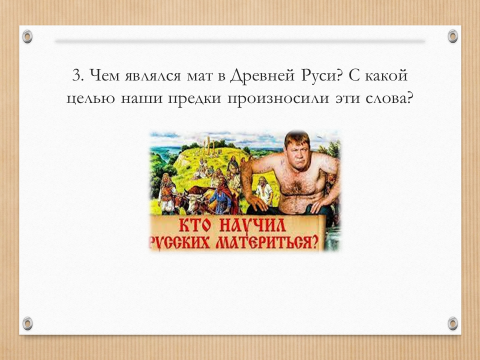 3. Чем являлся мат в Древней Руси? С какой
целью наши предки произносили эти слова?
КТО НАУЧИЛ
РУССКИХ МАТЕРИТЬСЯ?